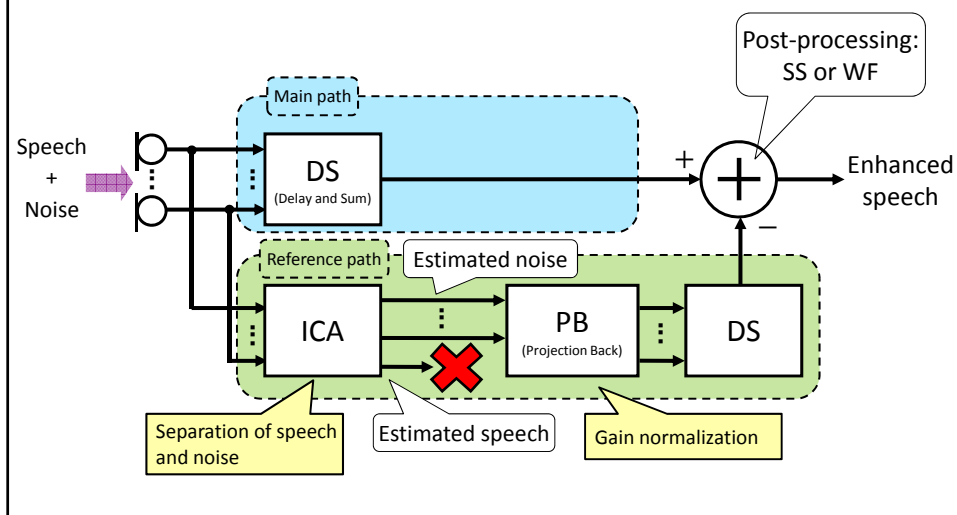 Post-processing:
SS or WF
Main path
Speech
+
Noise
DS
(Delay and Sum)
+
Enhanced
speech
−
Reference path
Estimated noise
ICA
PB
(Projection Back)
DS
Separation of speech
and noise
Estimated speech
Gain normalization